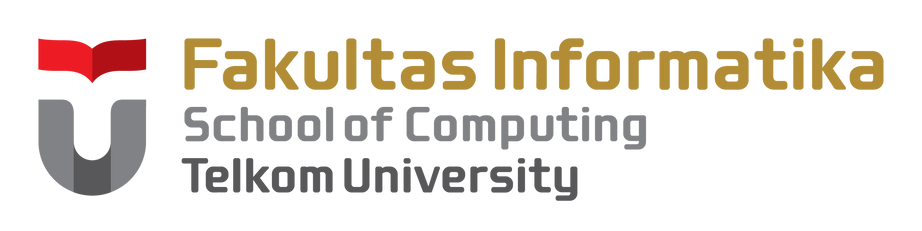 Fakultas Informatika
School of Computing
Telkom University